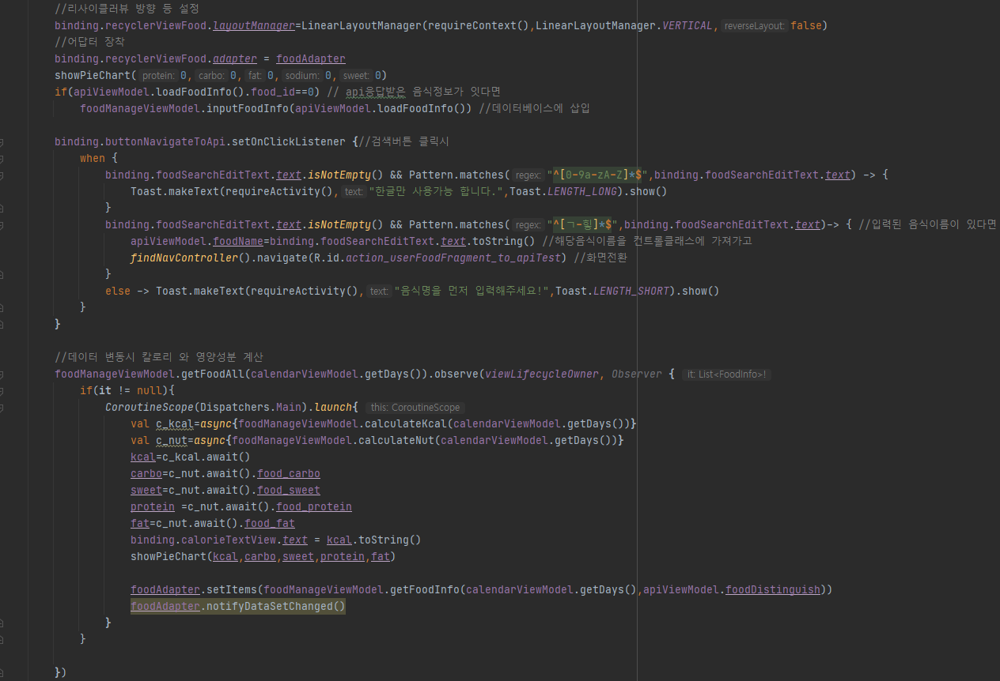 //리사이클러뷰 방향 등 설정
binding.recyclerViewFood.layoutManager=LinearLayoutManager(requireContext(),LinearLayoutManager.VERTICAL, reverseLayout: false)
//어답터 장착
binding.recyclerViewFood.adapter = foodAdapter
showPieChart( protein: 0, carbo: 0, fat: 0, sodium: 0, sweet: 0)
if(apiViewModel.loadFoodInfo().food_id==0) // api응답받은 음식정보가 잇다면
foodManageViewModel.inputFoodInfo(apiViewModel.loadFoodInfo()) //데이터베이스에 삽입
binding.buttonNavigateToApi.setOnClickListener {//검색버튼 클릭시
when {
binding.foodSearchEditText.text.isNotEmpty() && Pattern.matches( regex: "^[0-9a-zA-Z]*$",binding.foodSearchEditText.text) -> {
Toast.makeText(requireActivity(), text: "한글만 사용가능 합니다.",Toast.LENGTH_LONG).show()
}
binding.foodSearchEditText.text.isNotEmpty() && Pattern.matches( regex: "^[ㄱ-힣]*$",binding.foodSearchEditText.text)-> { //입력된 음식이름이 있다면
apiViewModel.foodName=binding.foodSearchEditText.text.toString() //해당음식이름을 컨트롤클래스에 가져가고
findNavController().navigate(R.id.action_userFoodFragment_to_apiTest) //화면전환
}
else -> Toast.makeText(requireActivity(), text: "음식명을 먼저 입력해주세요!",Toast.LENGTH_SHORT).show()
}
}
//데이터 변동시 칼로리 와 영양성분 계산
foodManageViewModel.getFoodAll(calendarViewModel.getDays()).observe(viewLifecycleOwner, Observer { it: List<FoodInfo>!
if(it != null){
CoroutineScope(Dispatchers.Main).launch{ this: CoroutineScope
val c_kcal=async{foodManageViewModel.calculateKcal(calendarViewModel.getDays())}
val c_nut=async{foodManageViewModel.calculateNut(calendarViewModel.getDays())}
kcal=c_kcal.await()
carbo=c_nut.await().food_carbo
sweet=c_nut.await().food_sweet
protein =c_nut.await().food_protein
fat=c_nut.await().food_fat
binding.calorieTextView.text = kcal.toString()
showPieChart(kcal,carbo,sweet,protein,fat)
foodAdapter.setItems(foodManageViewModel.getFoodInfo(calendarViewModel.getDays(),apiViewModel.foodDistinguish))
foodAdapter.notifyDataSetChanged()
}
}
})